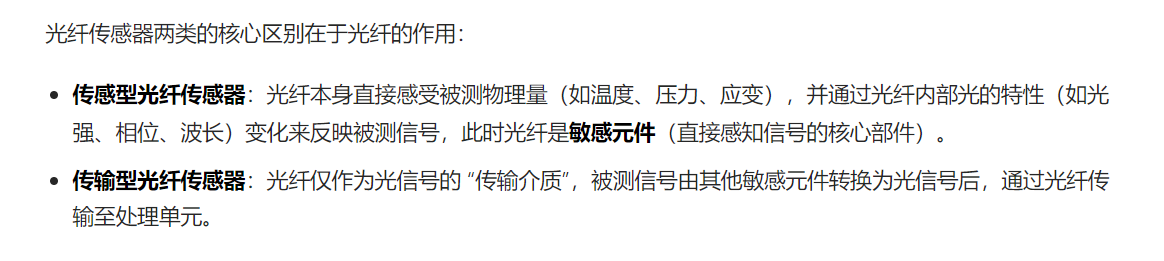 光纤传感器两类的核心区别在于光纤的作用：
• 传感型光纤传感器：光纤本身直接感受被测物理量（如温度、压力、应变），并通过光纤内部光的特性（如光
强、相位、波长）变化来反映被测信号，此时光纤是敏感元件（直接感知信号的核心部件）。
• 传输型光纤传感器：光纤仅作为光信号的 “传输介质”，被测信号由其他敏感元件转换为光信号后，通过光纤传
输至处理单元。